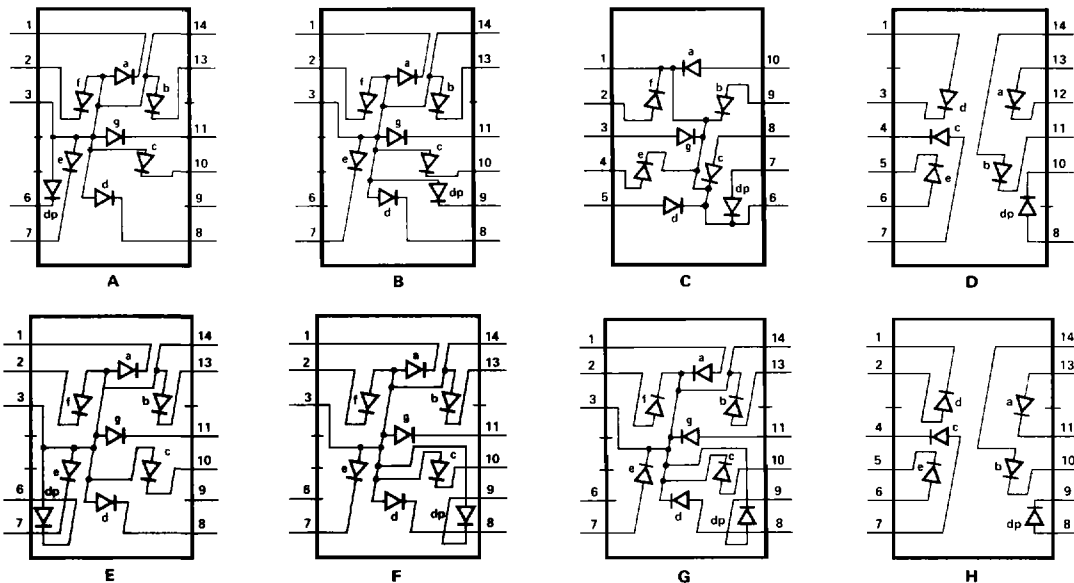 1 14
a
2 13
f b
3 11
g
e c 10
dp
d
6 9
7 8
A
1 14
a
2 13
f b
3 11
g
e c 10
dp
d
6 9
7 8
B
a
1 10
f
b
2 9
3 8
g
e c
4 7
dp
5 6
d
C
1 14
13
a
3 12
d
4 c 11
5 e 10
b
6
dp
7 8
D
1 14
a
2 13
f b
3
g 11
e c 10
dp
6 9
d
7 8
E
1 14
a
2 13
f b
3
g 11
e c 10
6 9
d dp
7 8
F
1 14
a
2 13
f b
3
g 11
e c 10
6 9
d dp
7 8
G
1 14
2 13
d a
4 c 11
5 e b 10
6 9
dp
7 8
H